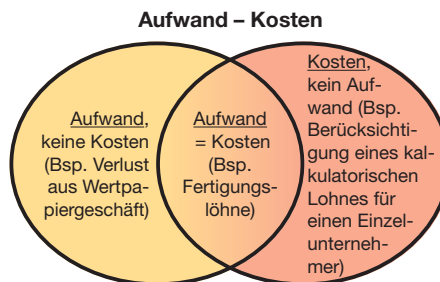 Aufwand – Kosten
Aufwand,
keine Kosten
(Bsp. Verlust
aus Wertpa-
piergeschäft)
Aufwand
= Kosten
(Bsp.
Fertigungs-
löhne)
Kosten,
kein Auf-
wand (Bsp.
Berücksichti-
gung eines kal-
kulatorischen
Lohnes für
einen Einzel-
unterneh-
mer)